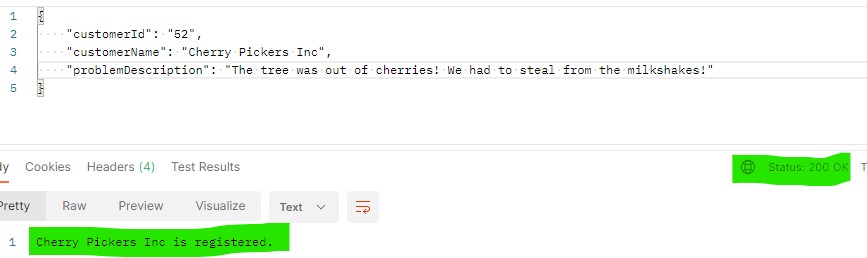 1 {
2 "customerId": "52",
3 "customerName": "Cherry Pickers Inc",
4 "problemDescription": "The tree was out of cherries! We had to steal from the milkshakes!"
5 }
dy Cookies Headers (4) Test Results Status: 200 OK T
Pretty Raw Preview Visualize Text
1 Cherry Pickers Inc is registered.